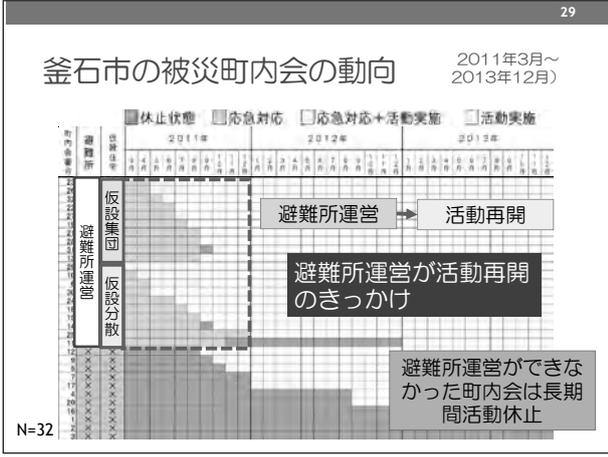 29
釜石市の被災町内会の動向
2011年3月～
2013年12月）
休止状態 応急対応 応急対応+活動実施 活動実施
町内会番号
避難所
仮設住宅
2011年 2012年 2013年
避難所運営
仮設集団
仮設分散
避難所運営 活動再開
避難所運営が活動再開
のきっかけ
避難所運営ができな
かった町内会は長期
間活動休止
N=32